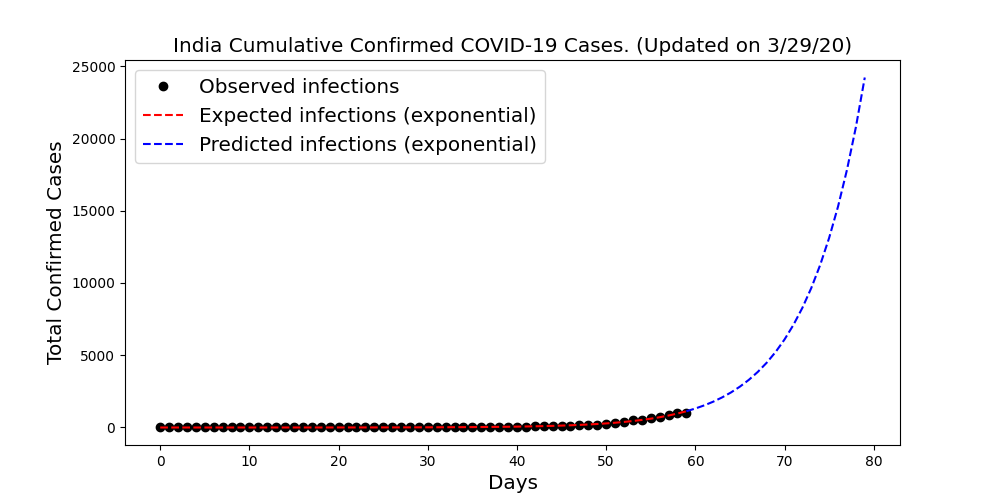 India Cumulative Confirmed COVID-19 Cases. (Updated on 3/29/20)
Observed infections
Expected infections (exponential)
Predicted infections (exponential)
Total Confirmed Cases
25000
20000
15000
10000
5000
0
0 10 20 30 40 50 60 70 80
Days